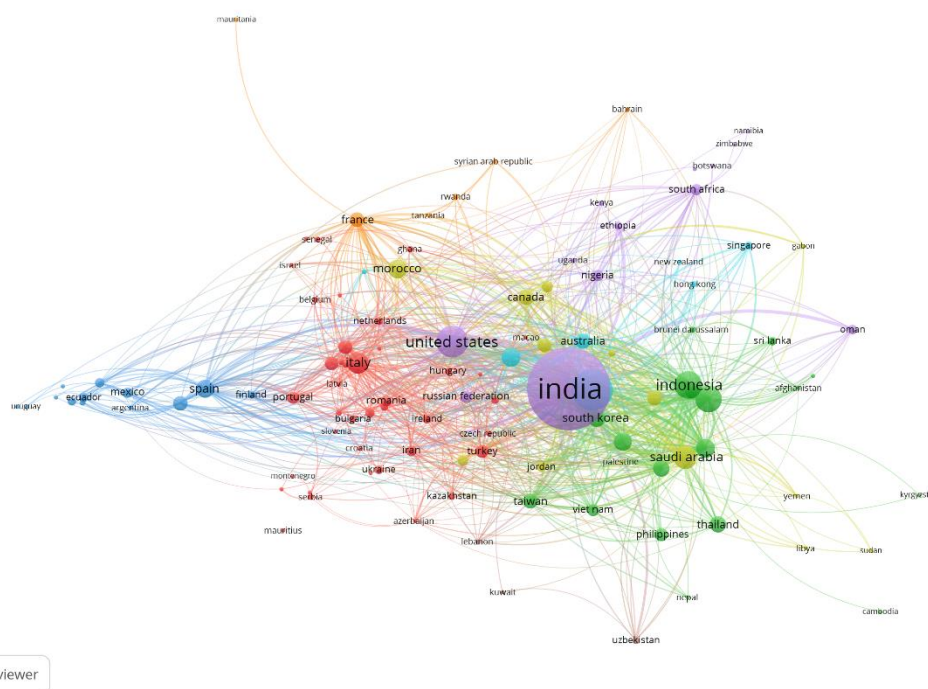 mauritania
bahrain
namibia
zimbabwe
syrian arab republic
botswana
south africa
rwanda
kenya
tanzania
france
ethiopia
senegal
ghana
singapore
gabon
israel
morocco
uganda
new zealand
nigeria
hong kong
belgium
canada
netherlands
brunei darussalam
oman
united states
macao
australia
sri lanka
italy
hungary
latvia
indonesia
afghanistan
india
spain
mexico
ecuador
finland
portugal
russian federation
romania
uruguay
argentina
bulgaria
ireland
south korea
slovenia
czech republic
croatia
iran
turkey
saudi arabia
palestine
jordan
ukraine
montenegro
serbia
kazakhstan
taiwan
viet nam
yemen
azerbaijan
mauritius
thailand
philippines
lebanon
libya
sudan
kuwait
nepal
cambodia
uzbekistan
viewer